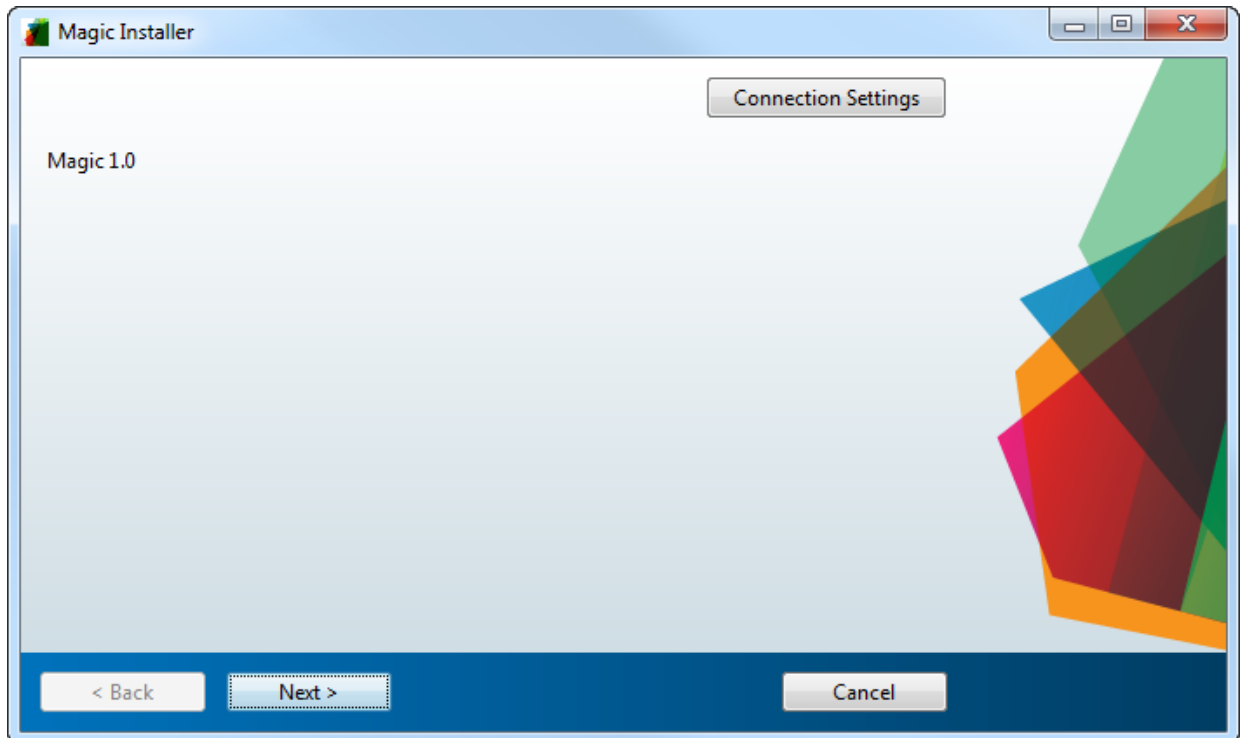 Magic Installer
Connection Settings
Magic 1.0
< Back
Next >
Cancel